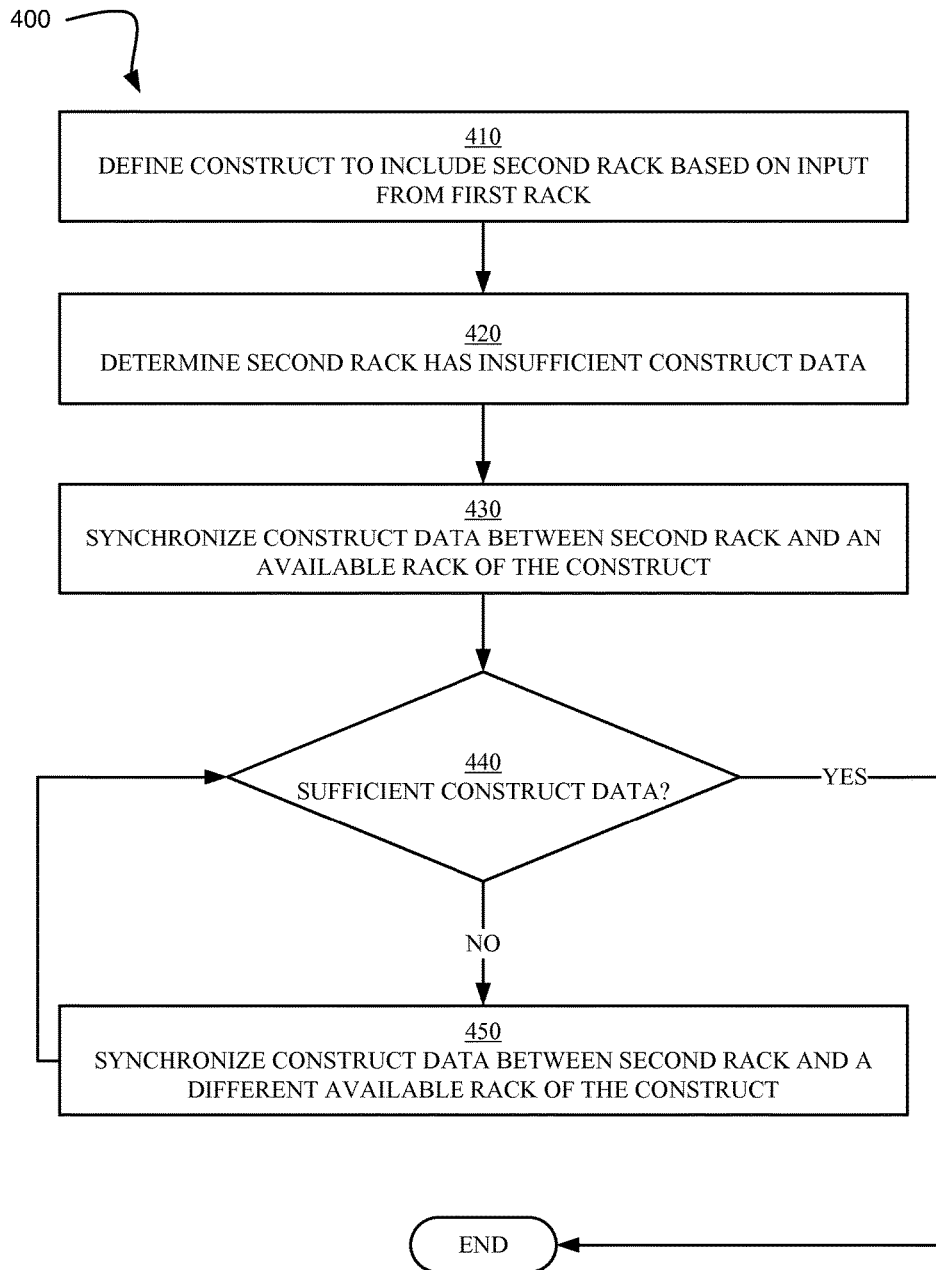 400
410
DEFINE CONSTRUCT TO INCLUDE SECOND RACK BASED ON INPUT
FROM FIRST RACK
420
DETERMINE SECOND RACK HAS INSUFFICIENT CONSTRUCT DATA
430
SYNCHRONIZE CONSTRUCT DATA BETWEEN SECOND RACK AND AN
AVAILABLE RACK OF THE CONSTRUCT
440
SUFFICIENT CONSTRUCT DATA?
YES
NO
450
SYNCHRONIZE CONSTRUCT DATA BETWEEN SECOND RACK AND A
DIFFERENT AVAILABLE RACK OF THE CONSTRUCT
END